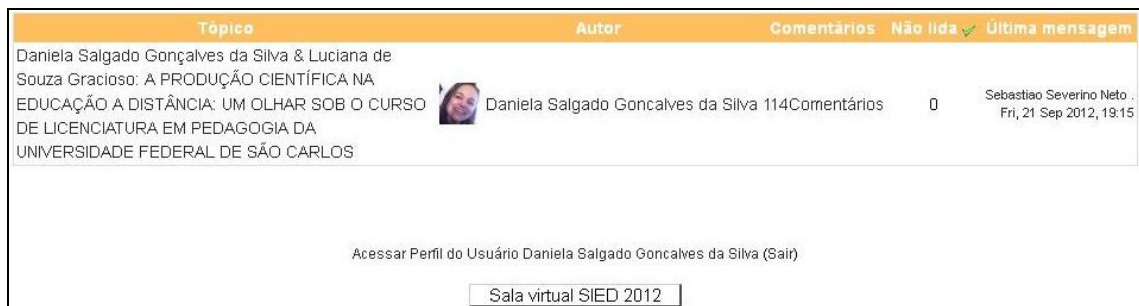 Tópico Autor Comentários Não lida Última mensagem
Daniela Salgado Gonçalves da Silva & Luciana de
Souza Gracioso: A PRODUÇÃO CIENTÍFICA NA
EDUCAÇÃO A DISTÂNCIA: UM OLHAR SOB O CURSO
DE LICENCIATURA EM PEDAGOGIA DA
UNIVERSIDADE FEDERAL DE SÃO CARLOS
Daniela Salgado Goncalves da Silva 114Comentários 0
Sebastiao Severino Neto .
Fri, 21 Sep 2012, 19:15
Acessar Perfil do Usuário Daniela Salgado Goncalves da Silva (Sair)
Sala virtual SIED 2012